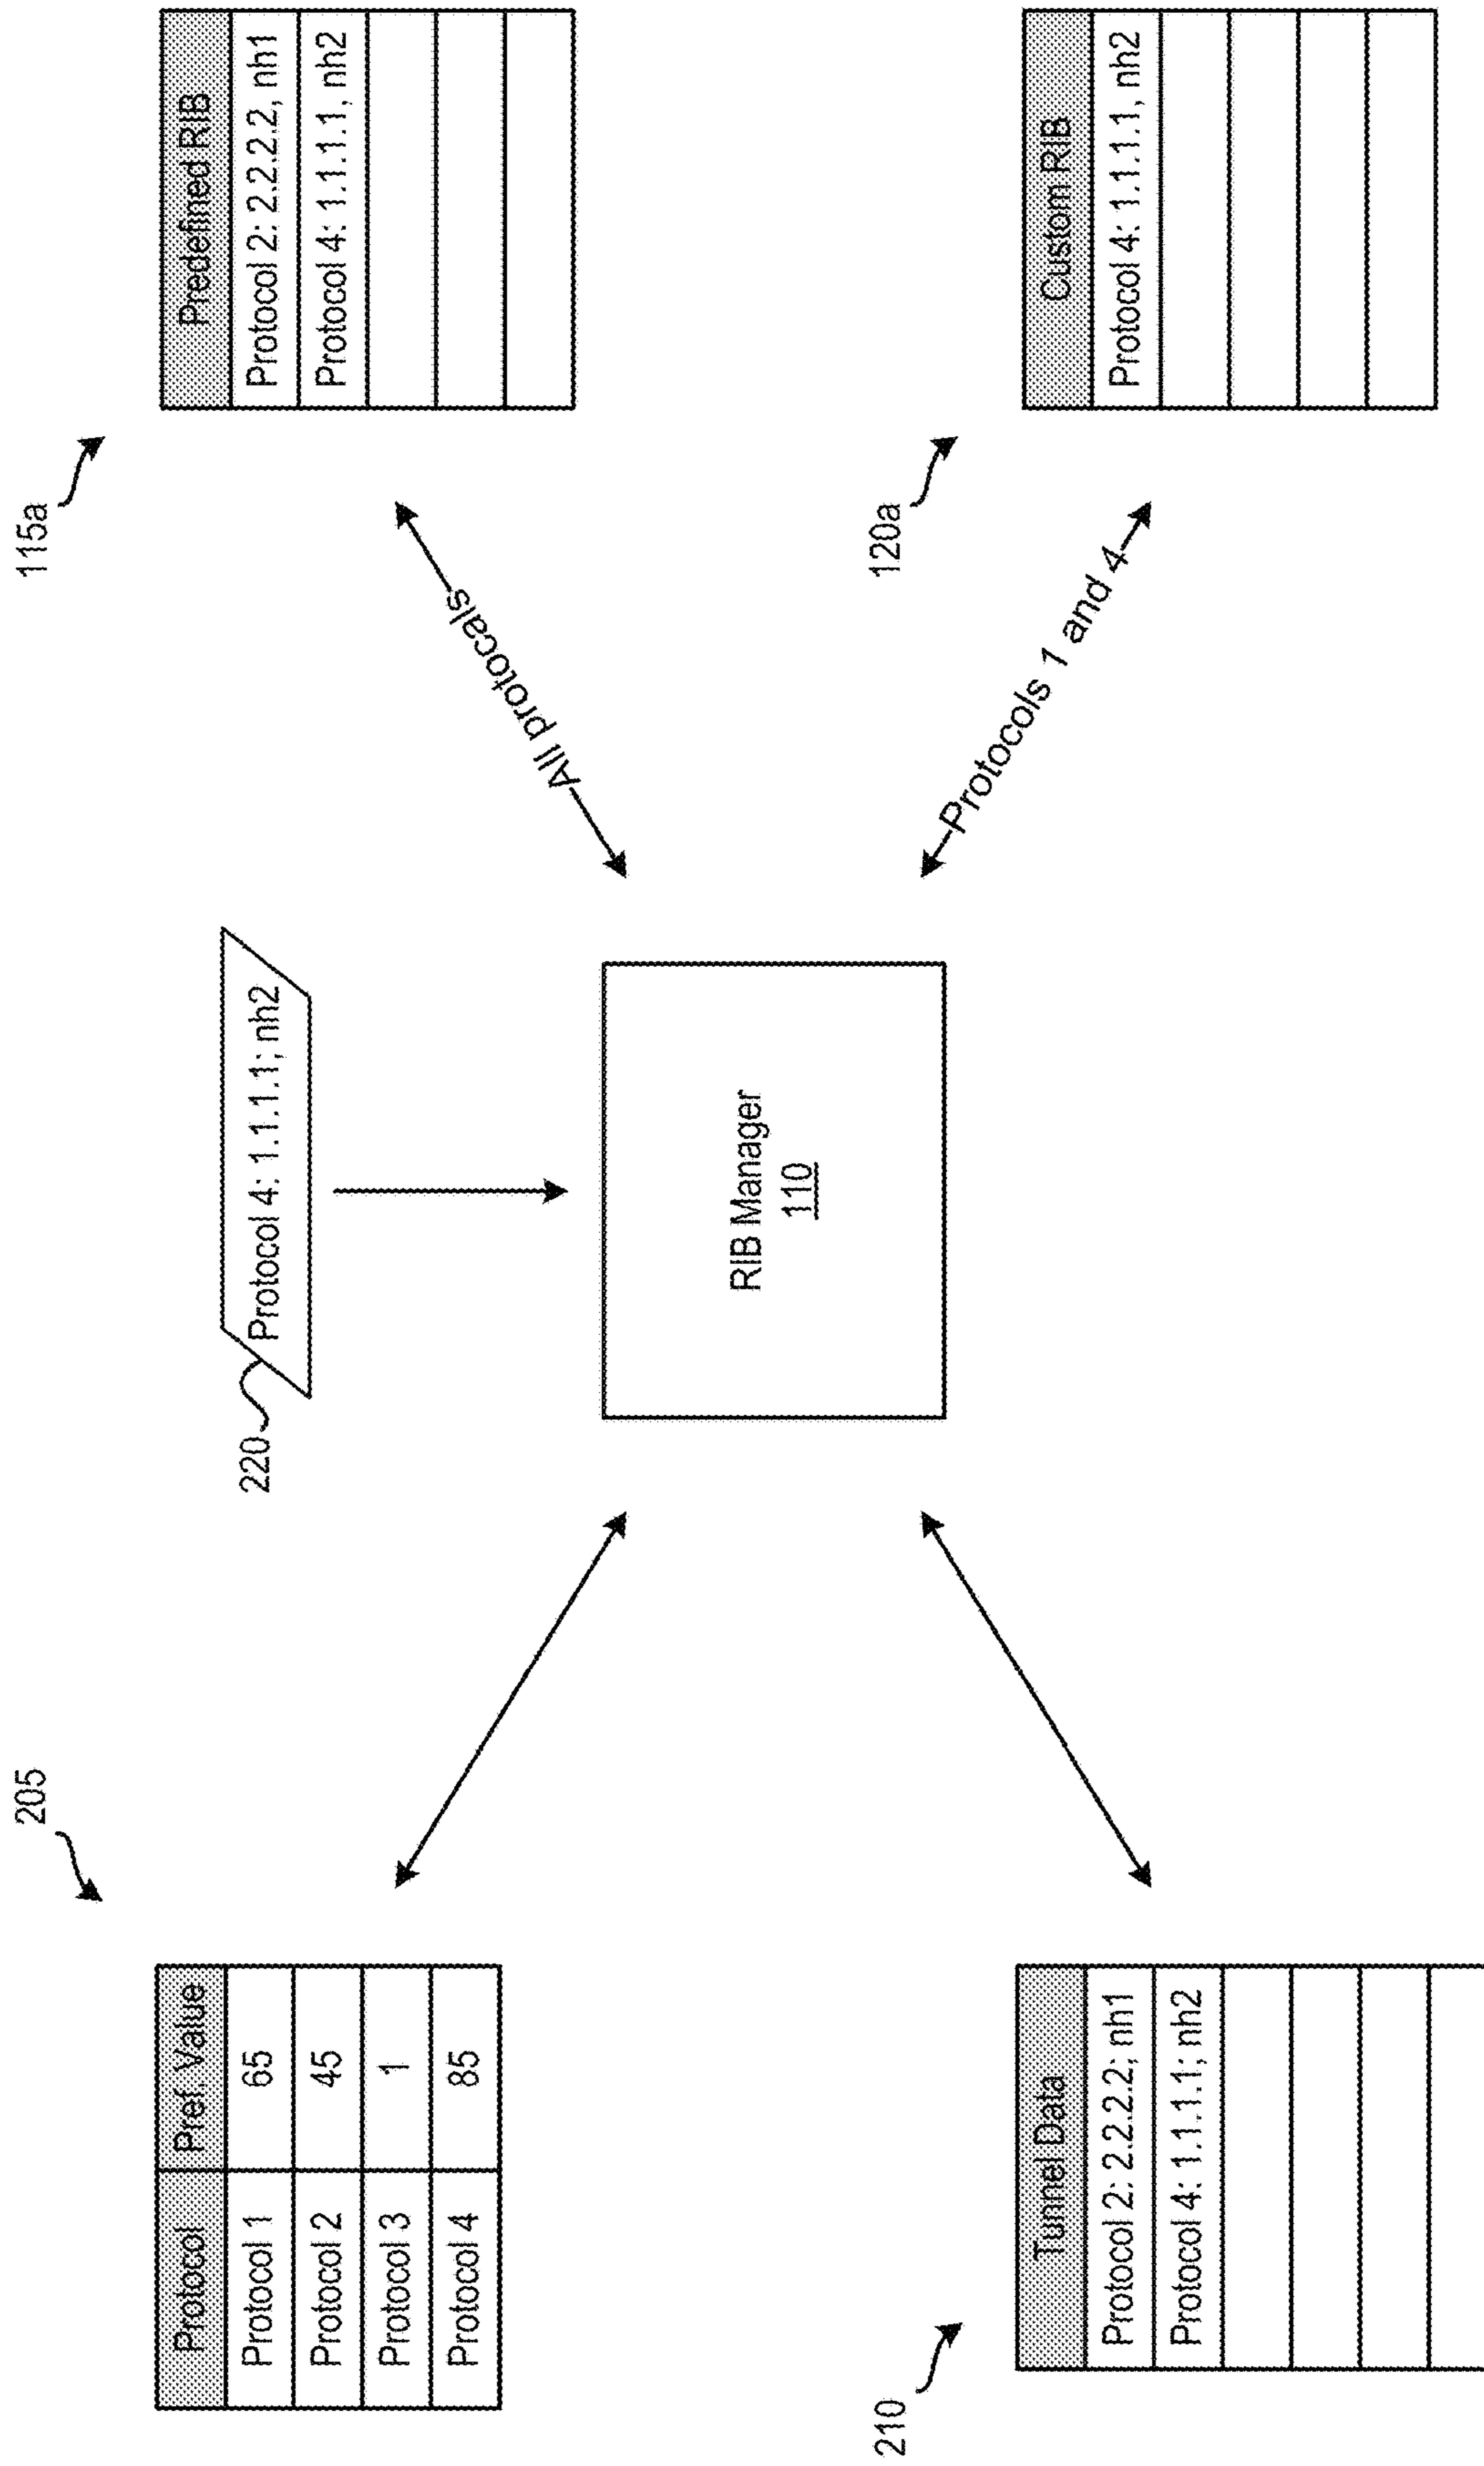 205
Protocol Pref. Value
Protocol 1 65
Protocol 2 45
Protocol 3 1
Protocol 4 85
220
Protocol 4: 1.1.1.1; nh2
115a
Predefined RIB
Protocol 2: 2.2.2.2, nh1
Protocol 4: 1.1.1.1, nh2
All protocals
RIB Manager
110
Protocols 1 and 4
210
Tunnel Data
Protocol 2: 2.2.2.2; nh1
Protocol 4: 1.1.1.1; nh2
120a
Custom RIB
Protocol 4: 1.1.1.1, nh2